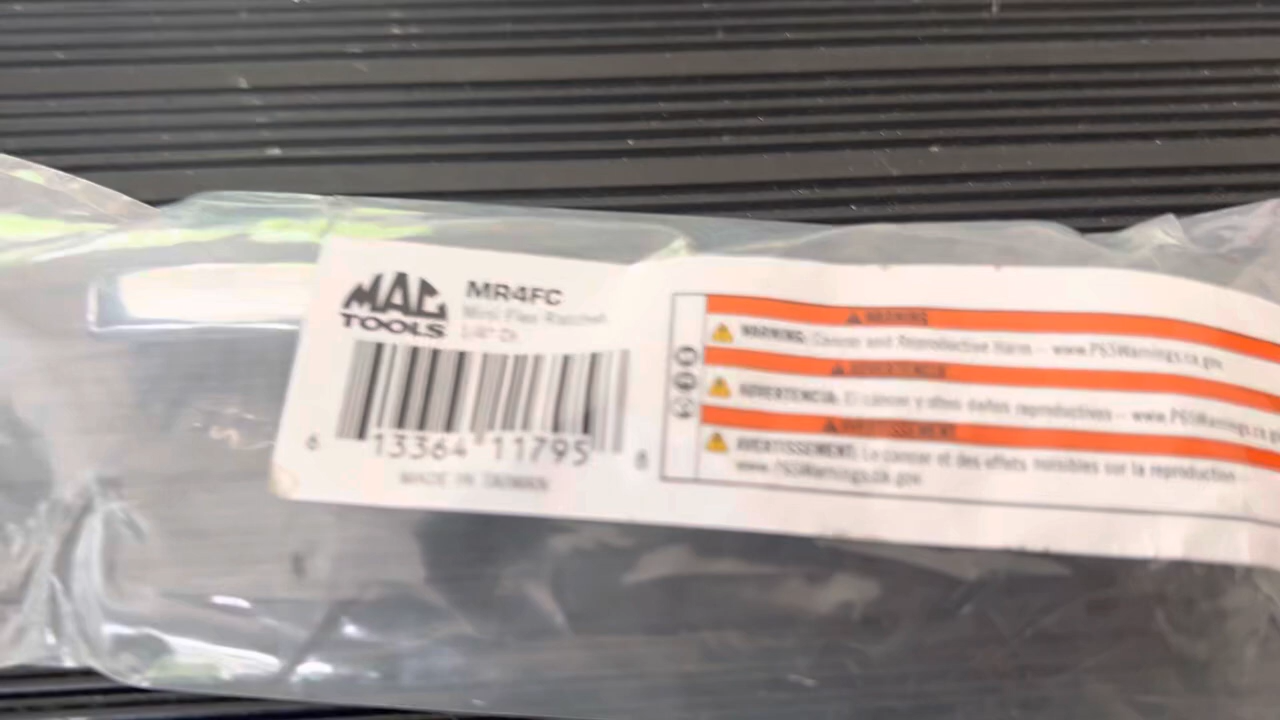 MAC
TOOLS
MR4FC
Mini Flex Ratchet
1/4" Dr.
6 13364 11795 8
MADE IN TAIWAN
WARNING
WARNING: Cancer and Reproductive Harm - www.P65Warnings.ca.gov
ADVERTENCIA
ADVERTENCIA: El cáncer y otros daños reproductivos - www.P65Warnings.ca.gov
AVERTISSEMENT
AVERTISSEMENT: Le cancer et des effets nuisibles sur la reproduction -
www.P65Warnings.ca.gov